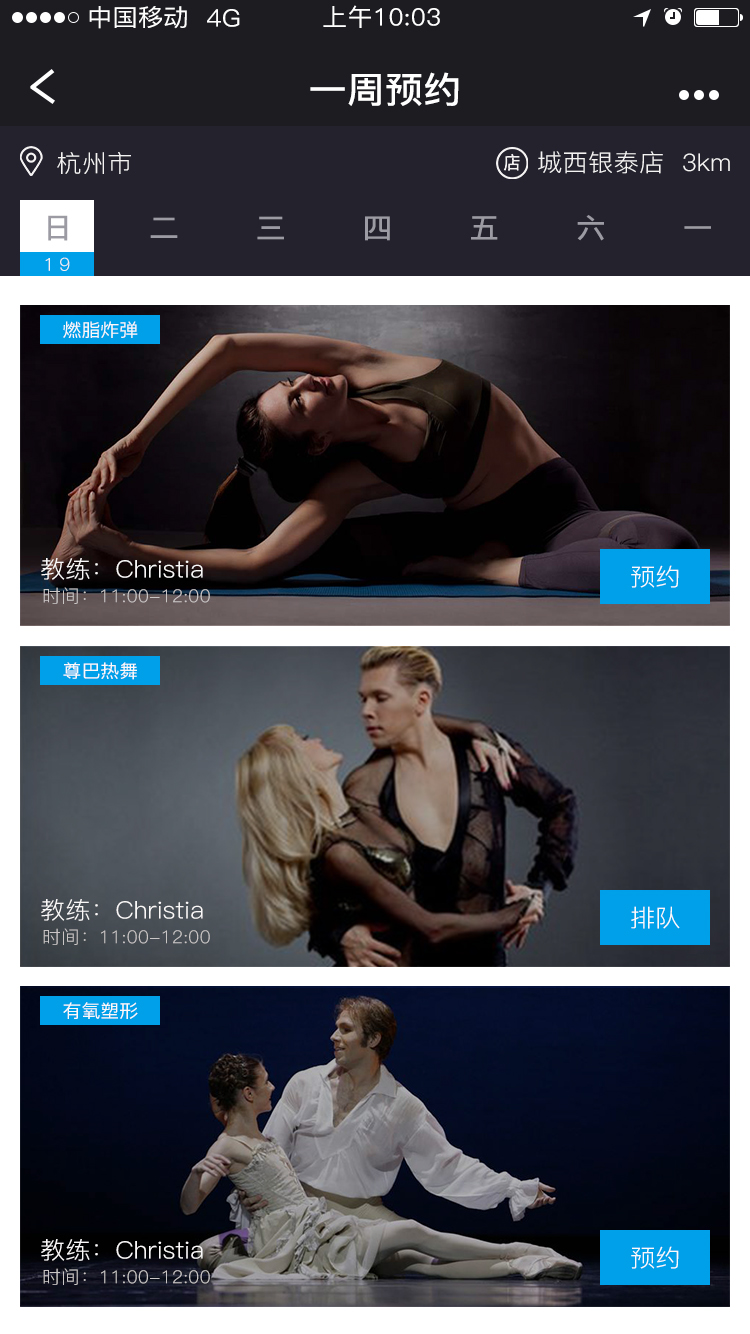 中国移动 4G 上午10:03
一周预约
杭州市 店 城西银泰店 3km
日 二 三 四 五 六 一
19
燃脂炸弹
教练：Christia
时间：11:00-12:00
预约
尊巴热舞
教练：Christia
时间：11:00-12:00
排队
有氧塑形
教练：Christia
时间：11:00-12:00
预约